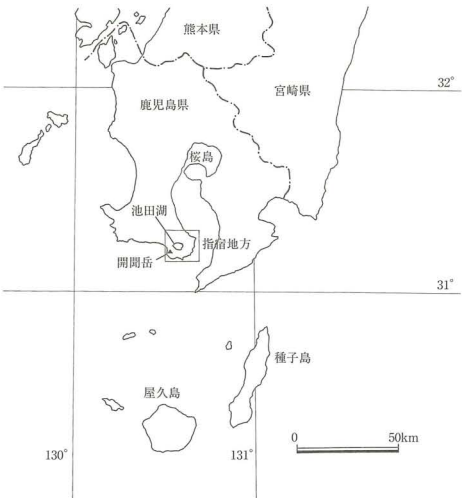 熊本県
32°
宮崎県
鹿児島県
桜島
池田湖
指宿地方
開聞岳
31°
種子島
屋久島
0 50km
130° 131°